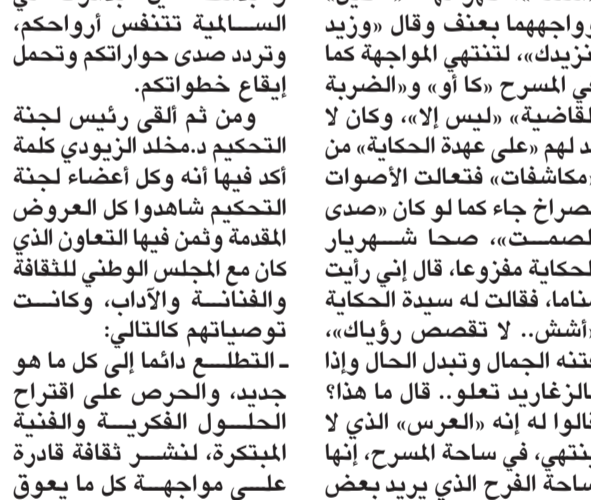 وواجههما بعنف وقال «وزيد
تزيدك»، لتنتهي المواجهة كما
في المسرح «كا أو» و«الضربة
القاضية» «ليس إلا»، وكان لا
بد لهم «على عهدة الحكاية» من
«مكاشفات» فتعالت الأصوات
بصراخ جاء كما لو كان «صدى
الصمت»، صحا شهريار
الحكاية مفزوعا، قال إني رأيت
مناما، فقالت له سيدة الحكاية
«أشش.. لا تقصص رؤياك»،
فتنه الجمال وتبدل الحال وإذا
بالزغاريد تعلو.. قال ما هذا؟
قالوا له إنه «العرس» الذي لا
ينتهي، في ساحة المسرح، إنها
ساحة الفرح الذي يريد بعض
السالمية تتنفس أرواحكم،
وتردد صدى حواراتكم وتحمل
إيقاع خطواتكم.
ومن ثم ألقى رئيس لجنة
التحكيم د.مخلد الزيودي كلمة
أكد فيها أنه وكل أعضاء لجنة
التحكيم شاهدوا كل العروض
المقدمة وثمن فيها التعاون الذي
كان مع المجلس الوطني للثقافة
والفنانة والآداب، وكانت
توصياتهم كالتالي:
ـ التطلع دائما إلى كل ما هو
جديد، والحرص على اقتراح
الحلول الفكرية والفنية
المبتكرة، لنشر ثقافة قادرة
على مواجهة كل ما يعوق